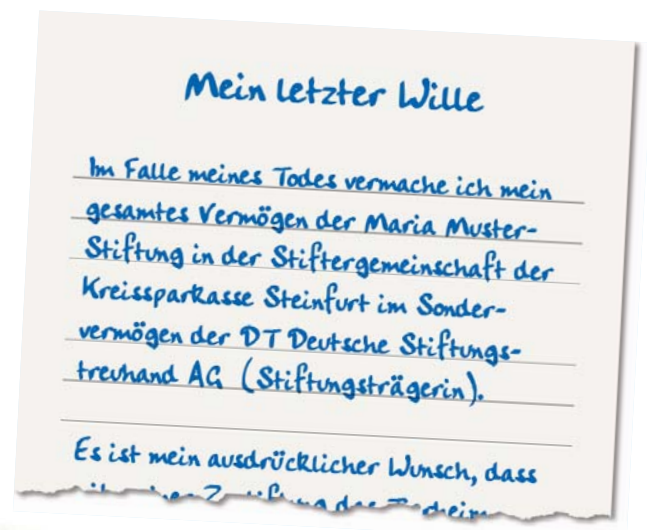 Mein letzter Wille
Im Falle meines Todes vermache ich mein
gesamtes Vermögen der Maria Muster-
Stiftung in der Stiftergemeinschaft der
Kreissparkasse Steinfurt im Sonder-
vermögen der DT Deutsche Stiftungs-
treuhand AG (Stiftungsträgerin).
Es ist mein ausdrücklicher Wunsch, dass